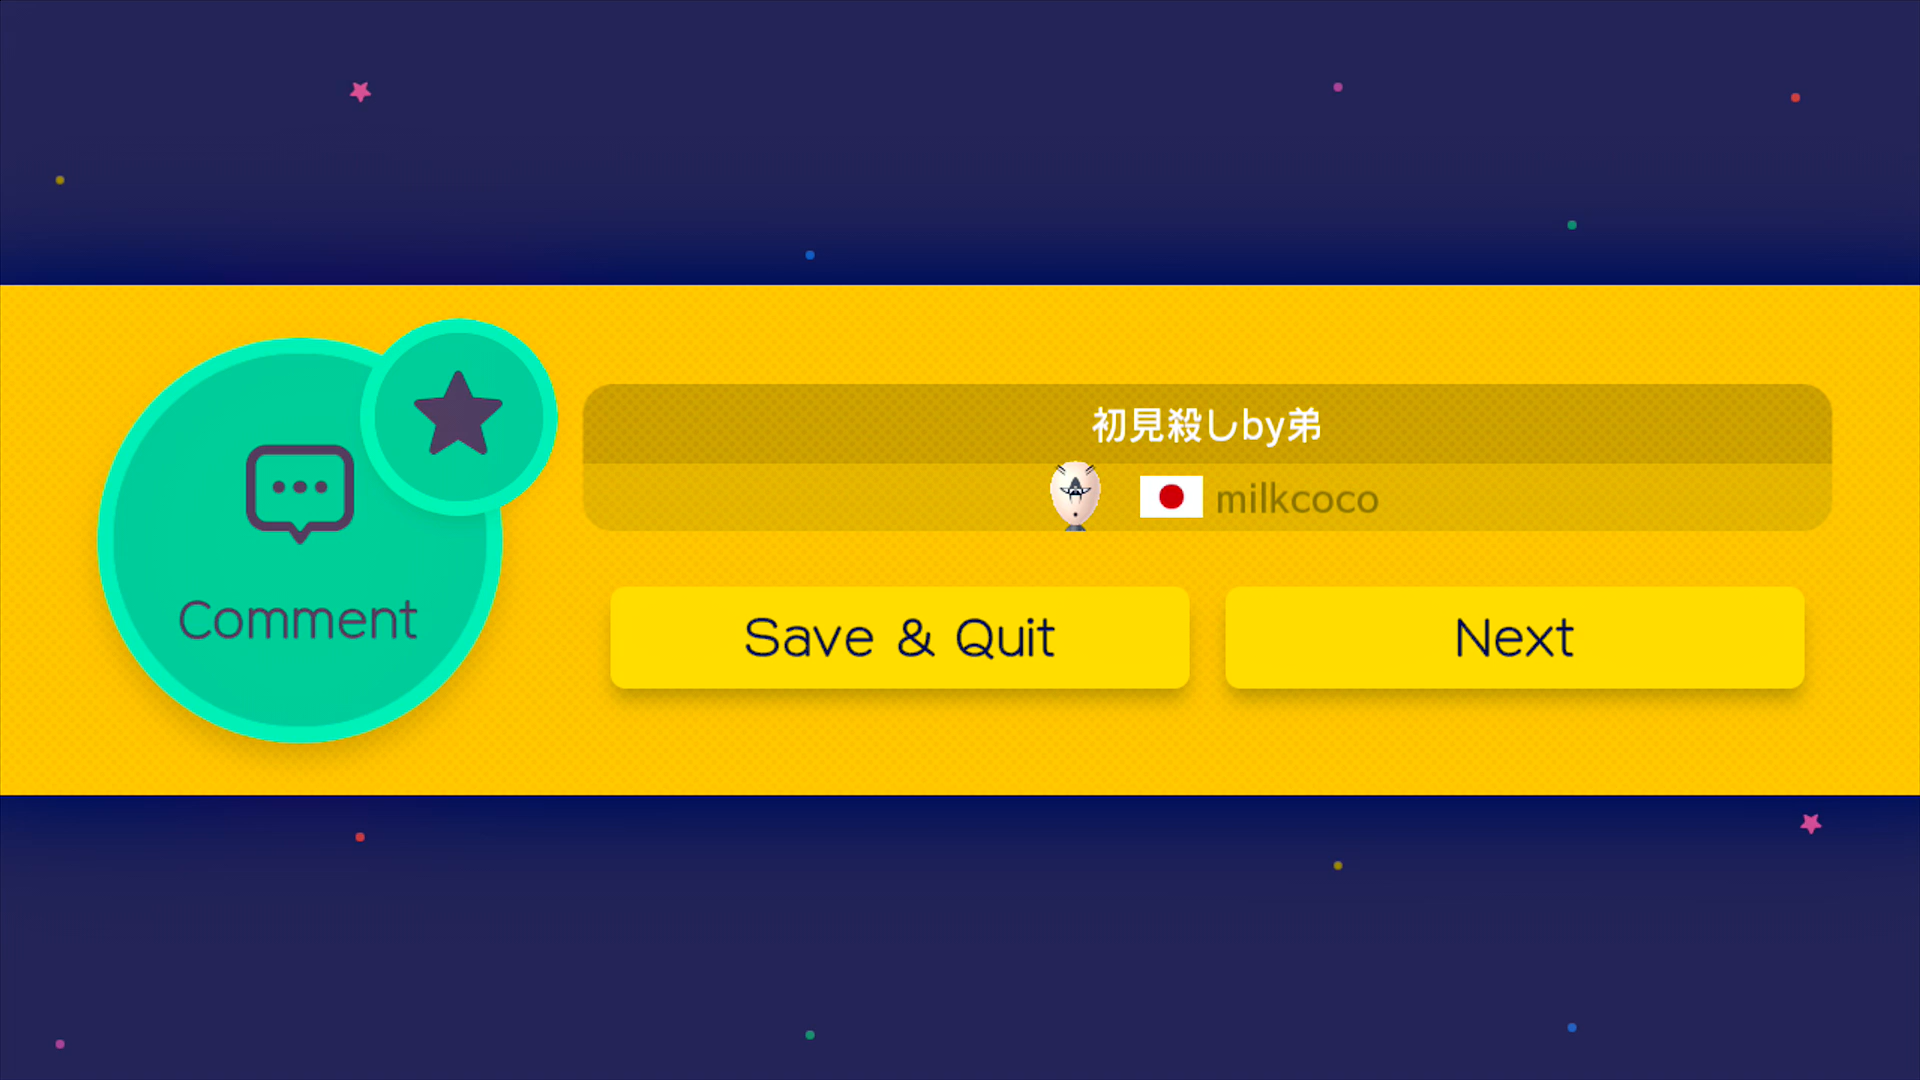 初見殺しby弟
milkcoco
Comment
Save & Quit
Next